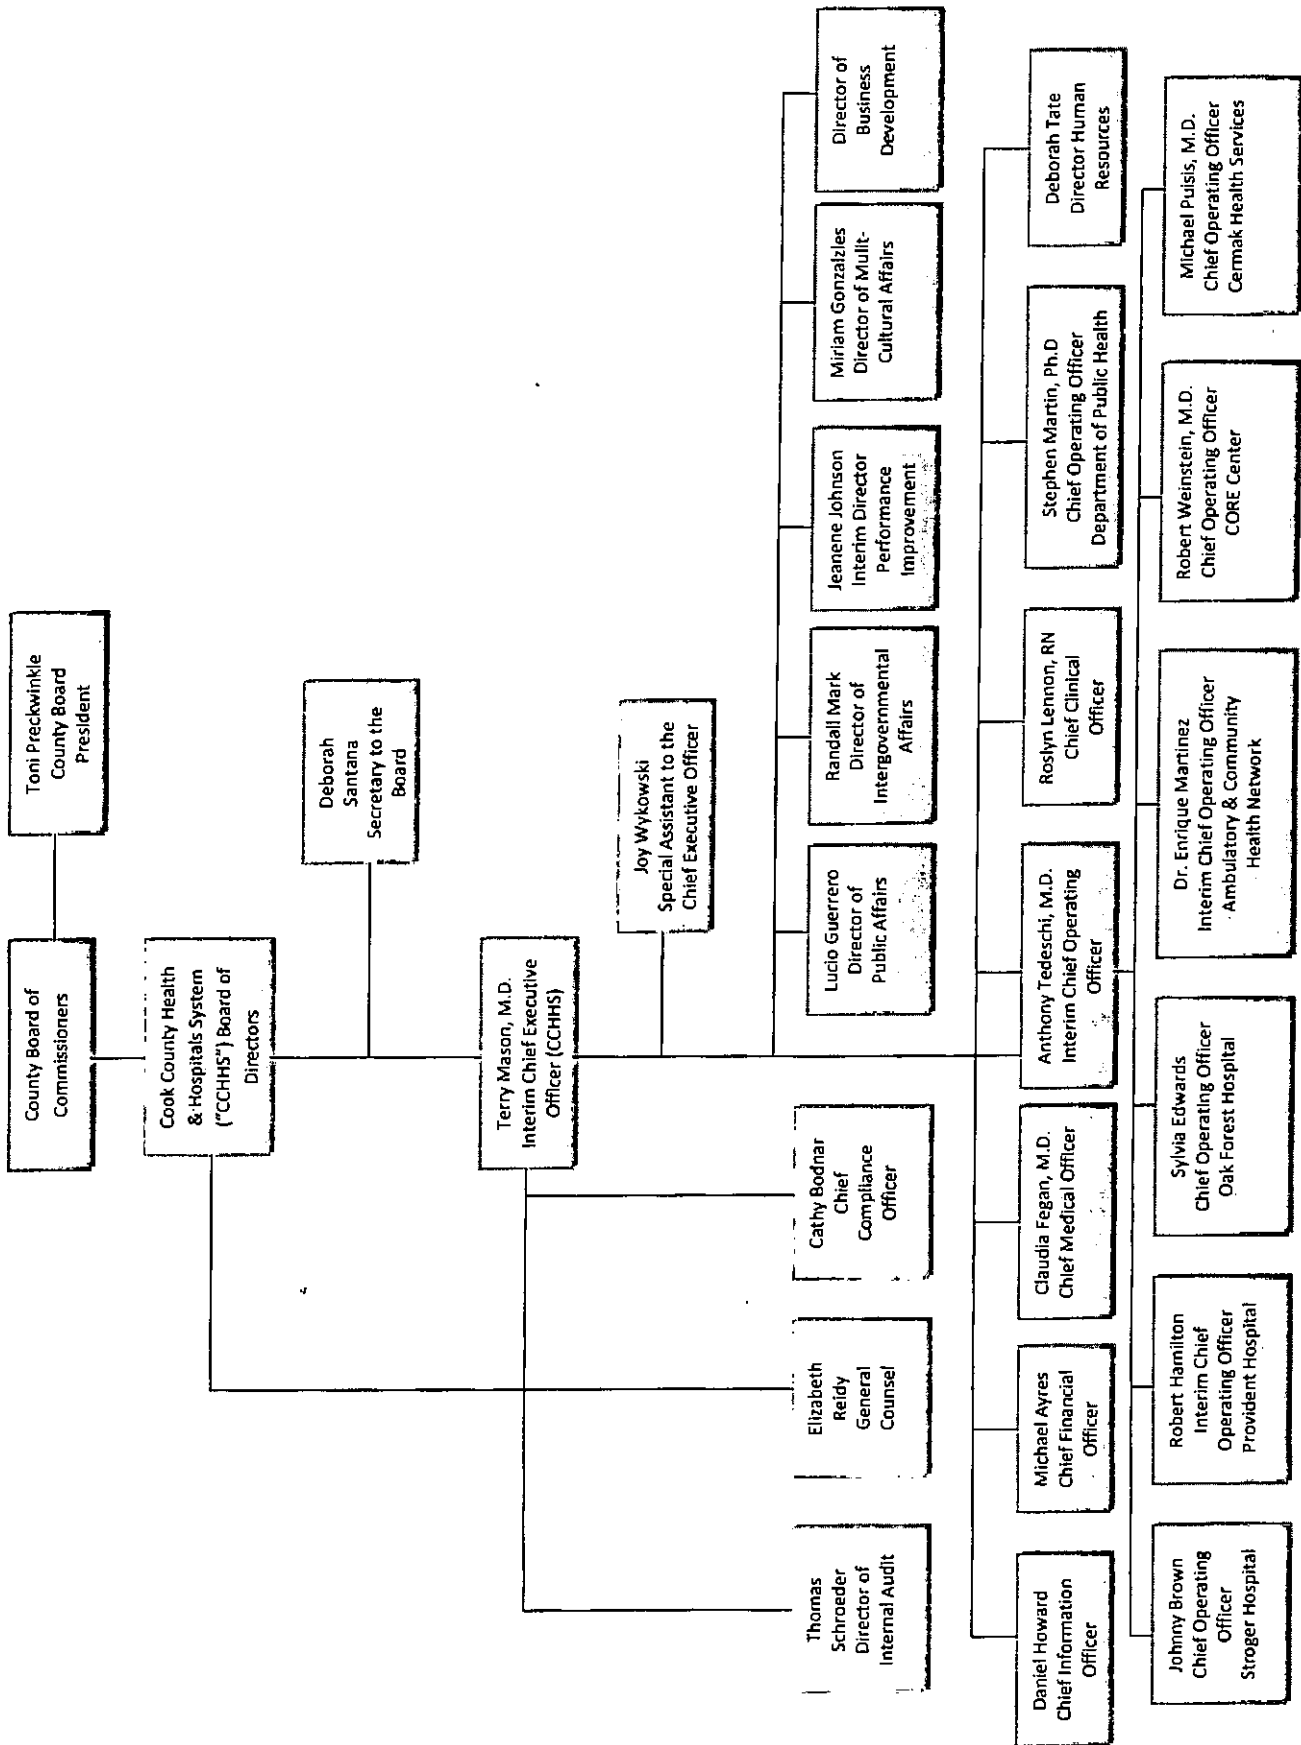 County Board of
Commissioners
Toni Preckwinkle
County Board
President
Cook County Health
& Hospitals System
("CCHHS") Board of
Directors
Deborah
Santana
Secretary to the
Board
Terry Mason, M.D.
Interim Chief Executive
Officer (CCHHS)
Joy Wykowski
Special Assistant to the
Chief Executive Officer
Thomas
Schroeder
Director of
Internal Audit
Elizabeth
Reidy
General
Counsel
Cathy Bodnar
Chief
Compliance
Officer
Lucio Guerrero
Director of
Public Affairs
Randall Mark
Director of
Intergovernmental
Affairs
Jeanene Johnson
Interim Director
Performance
Improvement
Miriam Gonzalzles
Director of Mulit-
Cultural Affairs
Director of
Business
Development
Daniel Howard
Chief Information
Officer
Michael Ayres
Chief Financial
Officer
Claudia Fegan, M.D.
Chief Medical Officer
Anthony Tedeschi, M.D.
Interim Chief Operating
Officer
Roslyn Lennon, RN
Chief Clinical
Officer
Stephen Martin, Ph.D
Chief Operating Officer
Department of Public Health
Deborah Tate
Director Human
Resources
Johnny Brown
Chief Operating
Officer
Stroger Hospital
Robert Hamilton
Interim Chief
Operating Officer
Provident Hospital
Sylvia Edwards
Chief Operating Officer
Oak Forest Hospital
Dr. Enrique Martinez
Interim Chief Operating Officer
Ambulatory & Community
Health Network
Robert Weinstein, M.D.
Chief Operating Officer
CORE Center
Michael Puisis, M.D.
Chief Operating Officer
Cermak Health Services